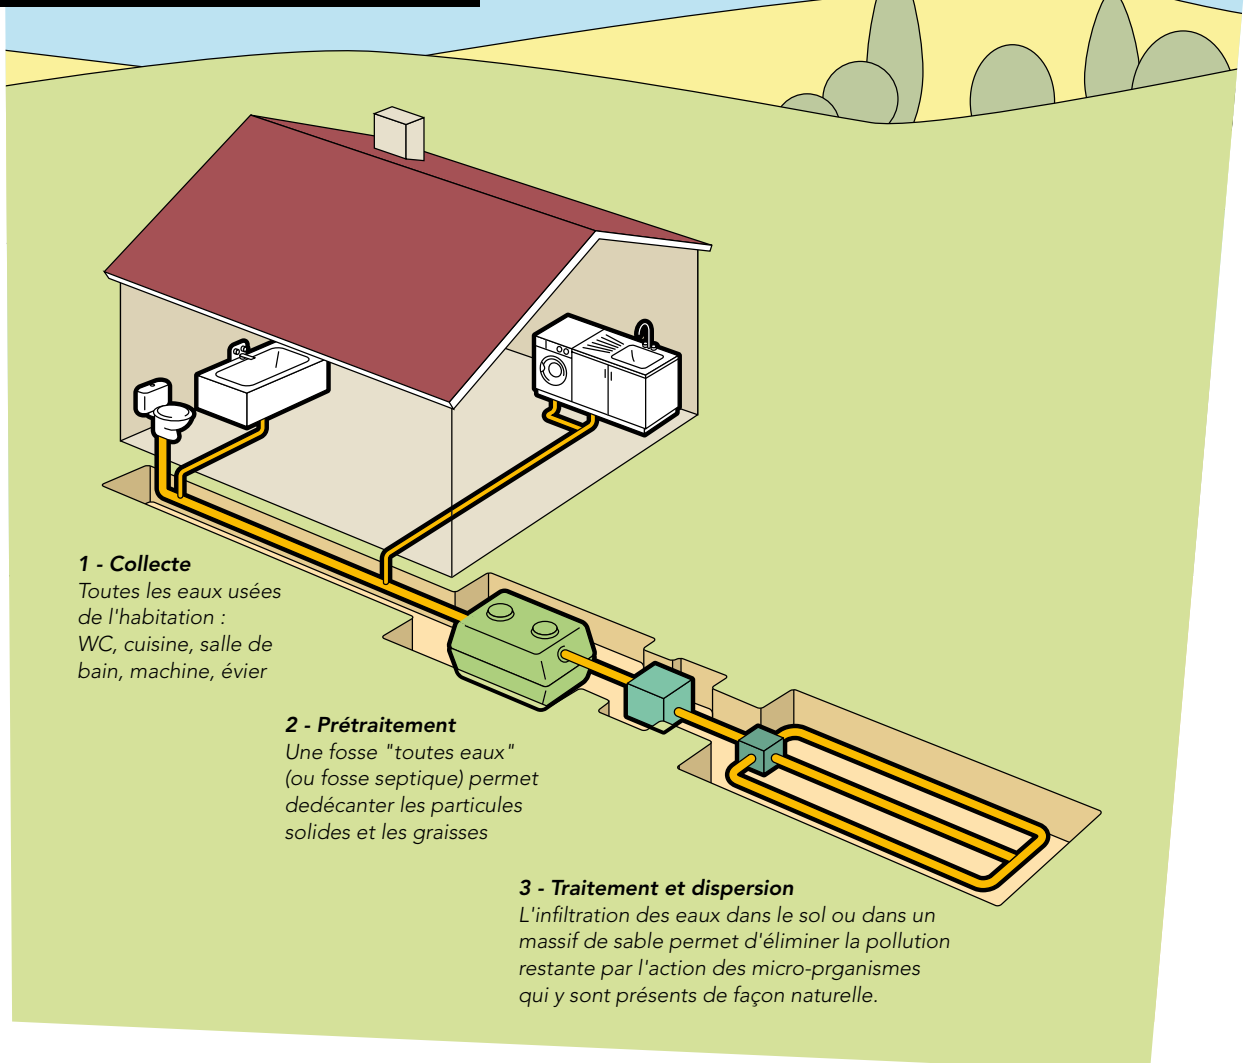 1 - Collecte
Toutes les eaux usées
de l'habitation :
WC, cuisine, salle de
bain, machine, évier
2 - Prétraitement
Une fosse "toutes eaux"
(ou fosse septique) permet
dedécanter les particules
solides et les graisses
3 - Traitement et dispersion
L'infiltration des eaux dans le sol ou dans un
massif de sable permet d'éliminer la pollution
restante par l'action des micro-prganismes
qui y sont présents de façon naturelle.